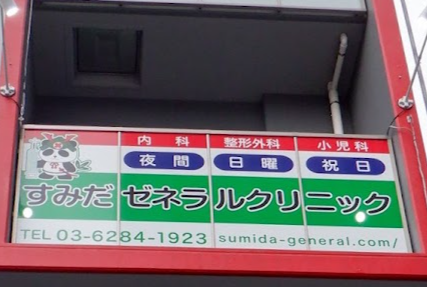 内科 整形外科 小児科
夜間 日曜 祝日
すみだ ゼネラルクリニック
TEL 03-6284-1923 sumida-general.com/